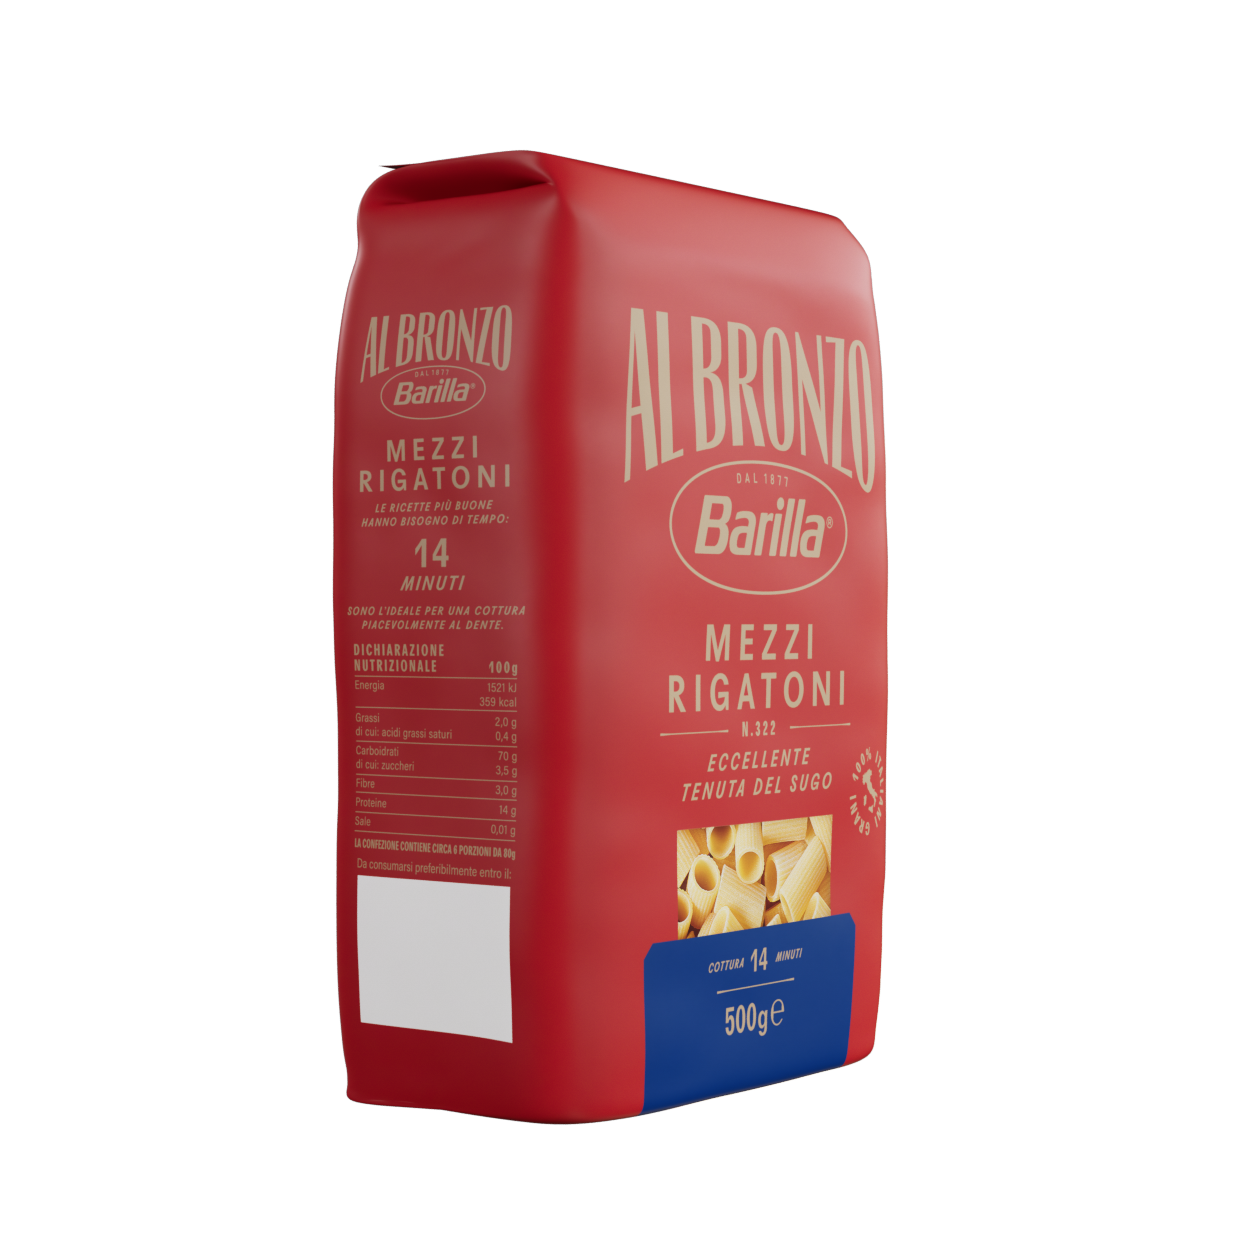 AL BRONZO
DAL 1877
Barilla®
MEZZI
RIGATONI
LE RICETTE PIÙ BUONE
HANNO BISOGNO DI TEMPO:
14
MINUTI
SONO L'IDEALE PER UNA COTTURA
PIACEVOLMENTE AL DENTE.
DICHIARAZIONE
NUTRIZIONALE 100g
Energia 1521 kJ
359 kcal
Grassi 2,0 g
di cui: acidi grassi saturi 0,4 g
Carboidrati 70 g
di cui: zuccheri 3,5 g
Fibre 3,0 g
Proteine 14 g
Sale 0,01 g
LA CONFEZIONE CONTIENE CIRCA 6 PORZIONI DA 80g
Da consumarsi preferibilmente entro il:
AL BRONZO
DAL 1877
Barilla®
MEZZI
RIGATONI
N.322
ECCELLENTE
TENUTA DEL SUGO
100% ITALIANI GRANI
COTTURA 14 MINUTI
500g e